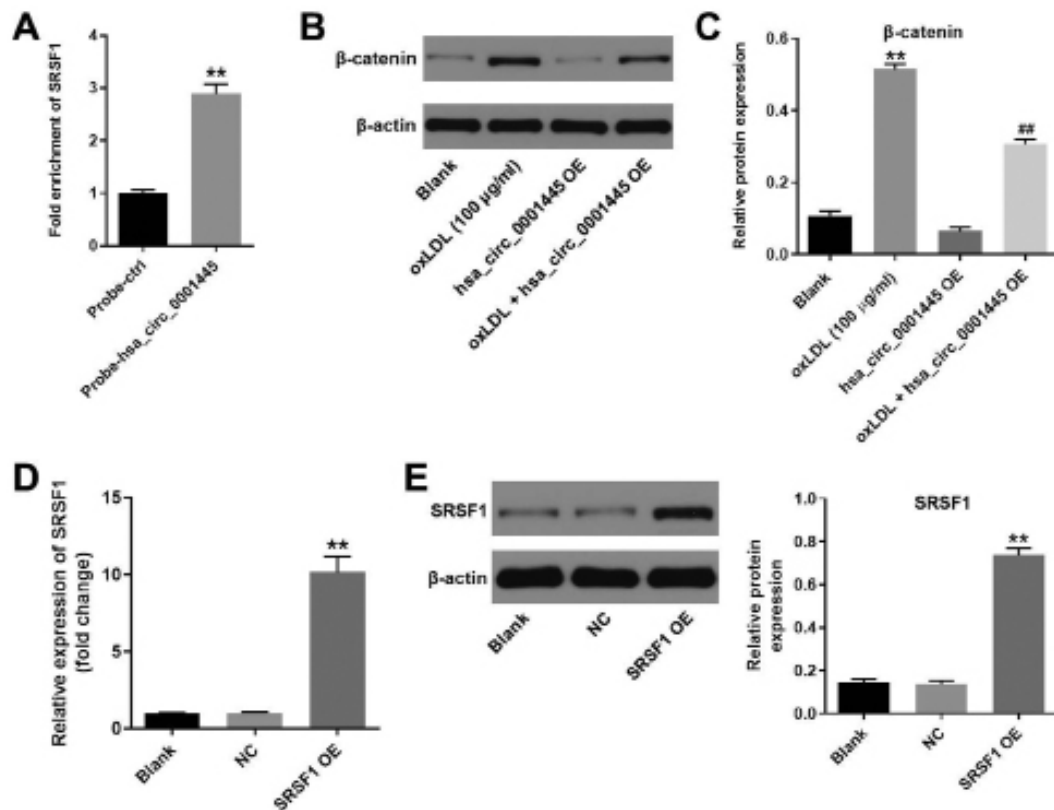 A
Fold enrichment of SRSF1
4
3
2
1
0
**
Probe-ctrl
Probe-hsa_circ_0001445
B
β-catenin
β-actin
Blank
oxLDL (100 μg/ml)
hsa_circ_0001445 OE
oxLDL + hsa_circ_0001445 OE
C
β-catenin
Relative protein expression
0.6
0.4
0.2
0.0
**
##
Blank
oxLDL (100 μg/ml)
hsa_circ_0001445 OE
oxLDL + hsa_circ_0001445 OE
D
Relative expression of SRSF1
(fold change)
15
10
5
0
**
Blank
NC
SRSF1 OE
E
SRSF1
β-actin
Blank
NC
SRSF1 OE
SRSF1
Relative protein
expression
1.0
0.8
0.6
0.4
0.2
0.0
**
Blank
NC
SRSF1 OE